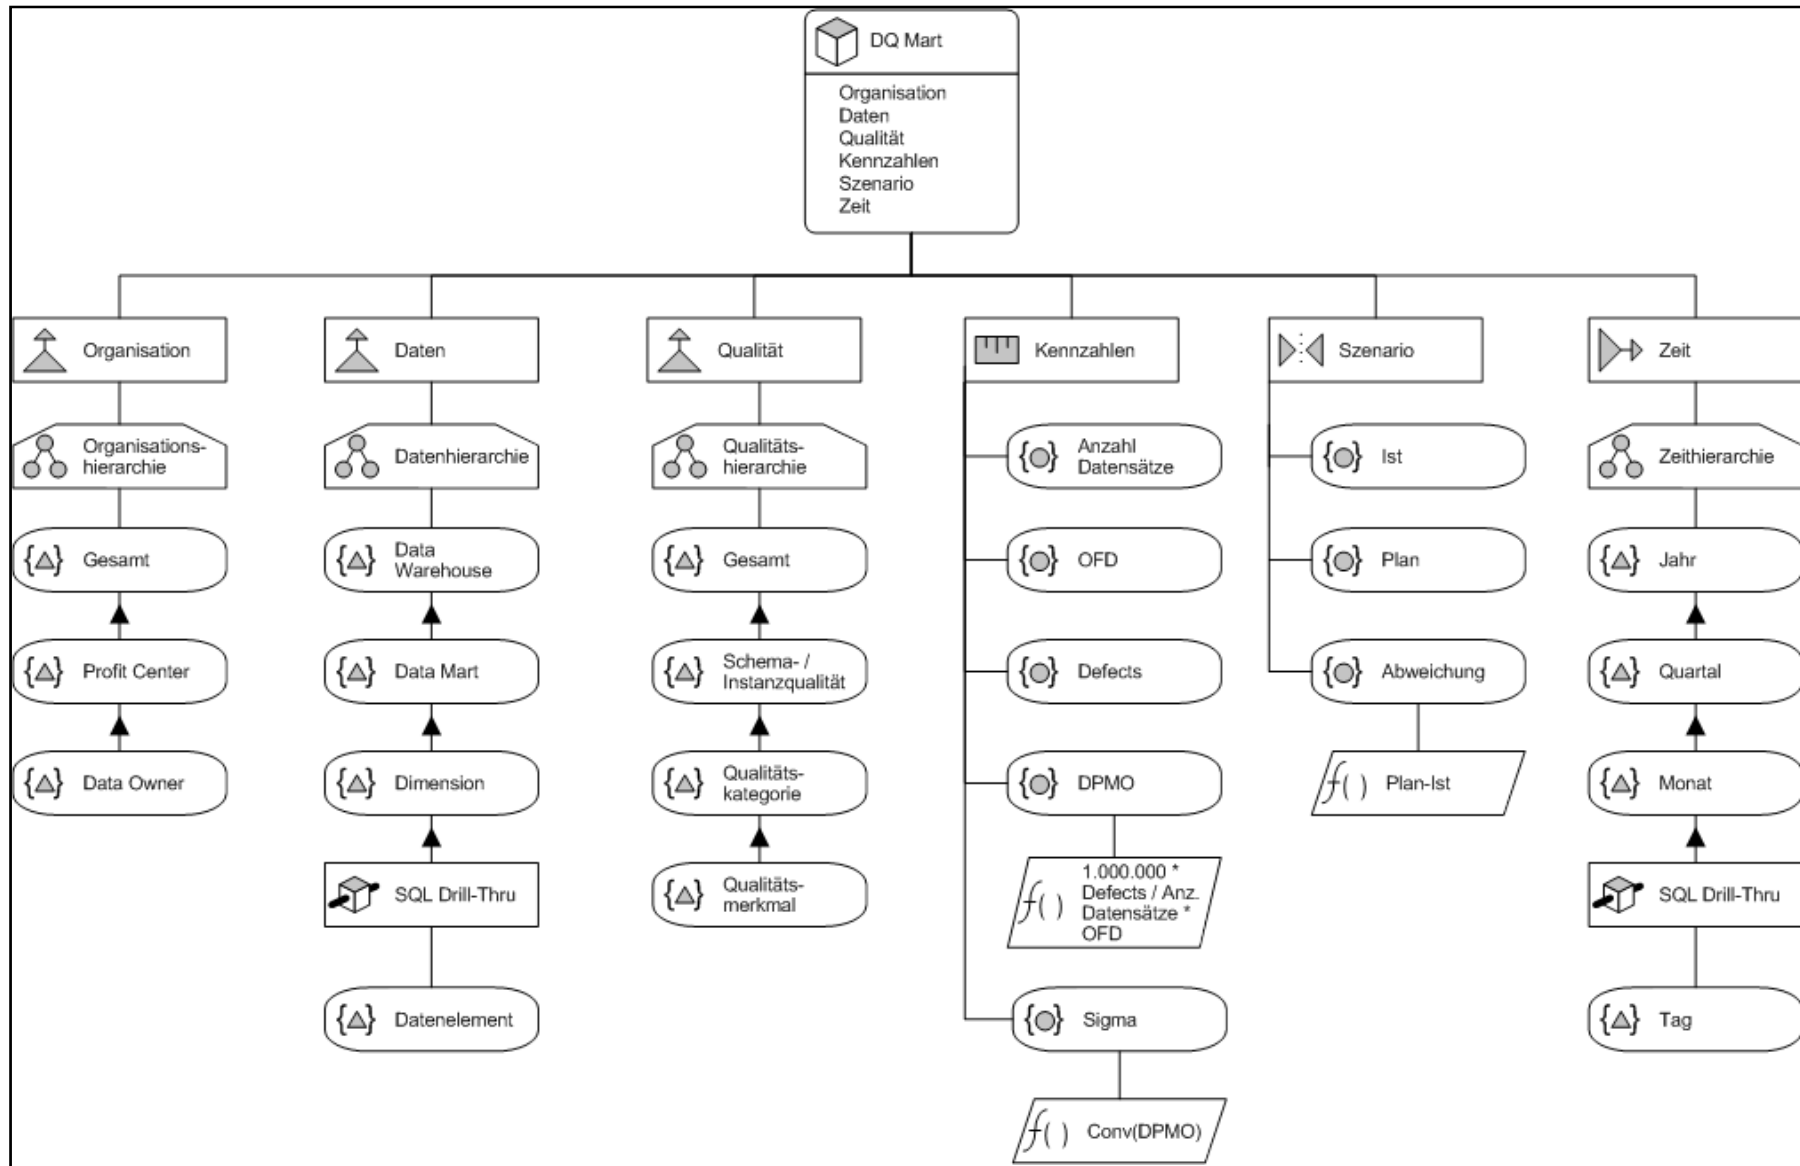 DQ Mart
Organisation
Daten
Qualität
Kennzahlen
Szenario
Zeit
Organisation
Daten
Qualität
Kennzahlen
Szenario
Zeit
Organisations-
hierarchie
Datenhierarchie
Qualitäts-
hierarchie
{ } Anzahl
Datensätze
{ } Ist
Zeithierarchie
{ } Gesamt
{ } Data
Warehouse
{ } Gesamt
{ } OFD
{ } Plan
{ } Jahr
{ } Profit Center
{ } Data Mart
{ } Schema- /
Instanzqualität
{ } Defects
{ } Abweichung
{ } Quartal
{ } Data Owner
{ } Dimension
{ } Qualitäts-
kategorie
{ } DPMO
f( ) Plan-Ist
{ } Monat
SQL Drill-Thru
{ } Qualitäts-
merkmal
f( ) 1.000.000 *
Defects / Anz.
Datensätze *
OFD
SQL Drill-Thru
{ } Datenelement
{ } Sigma
{ } Tag
f( ) Conv(DPMO)